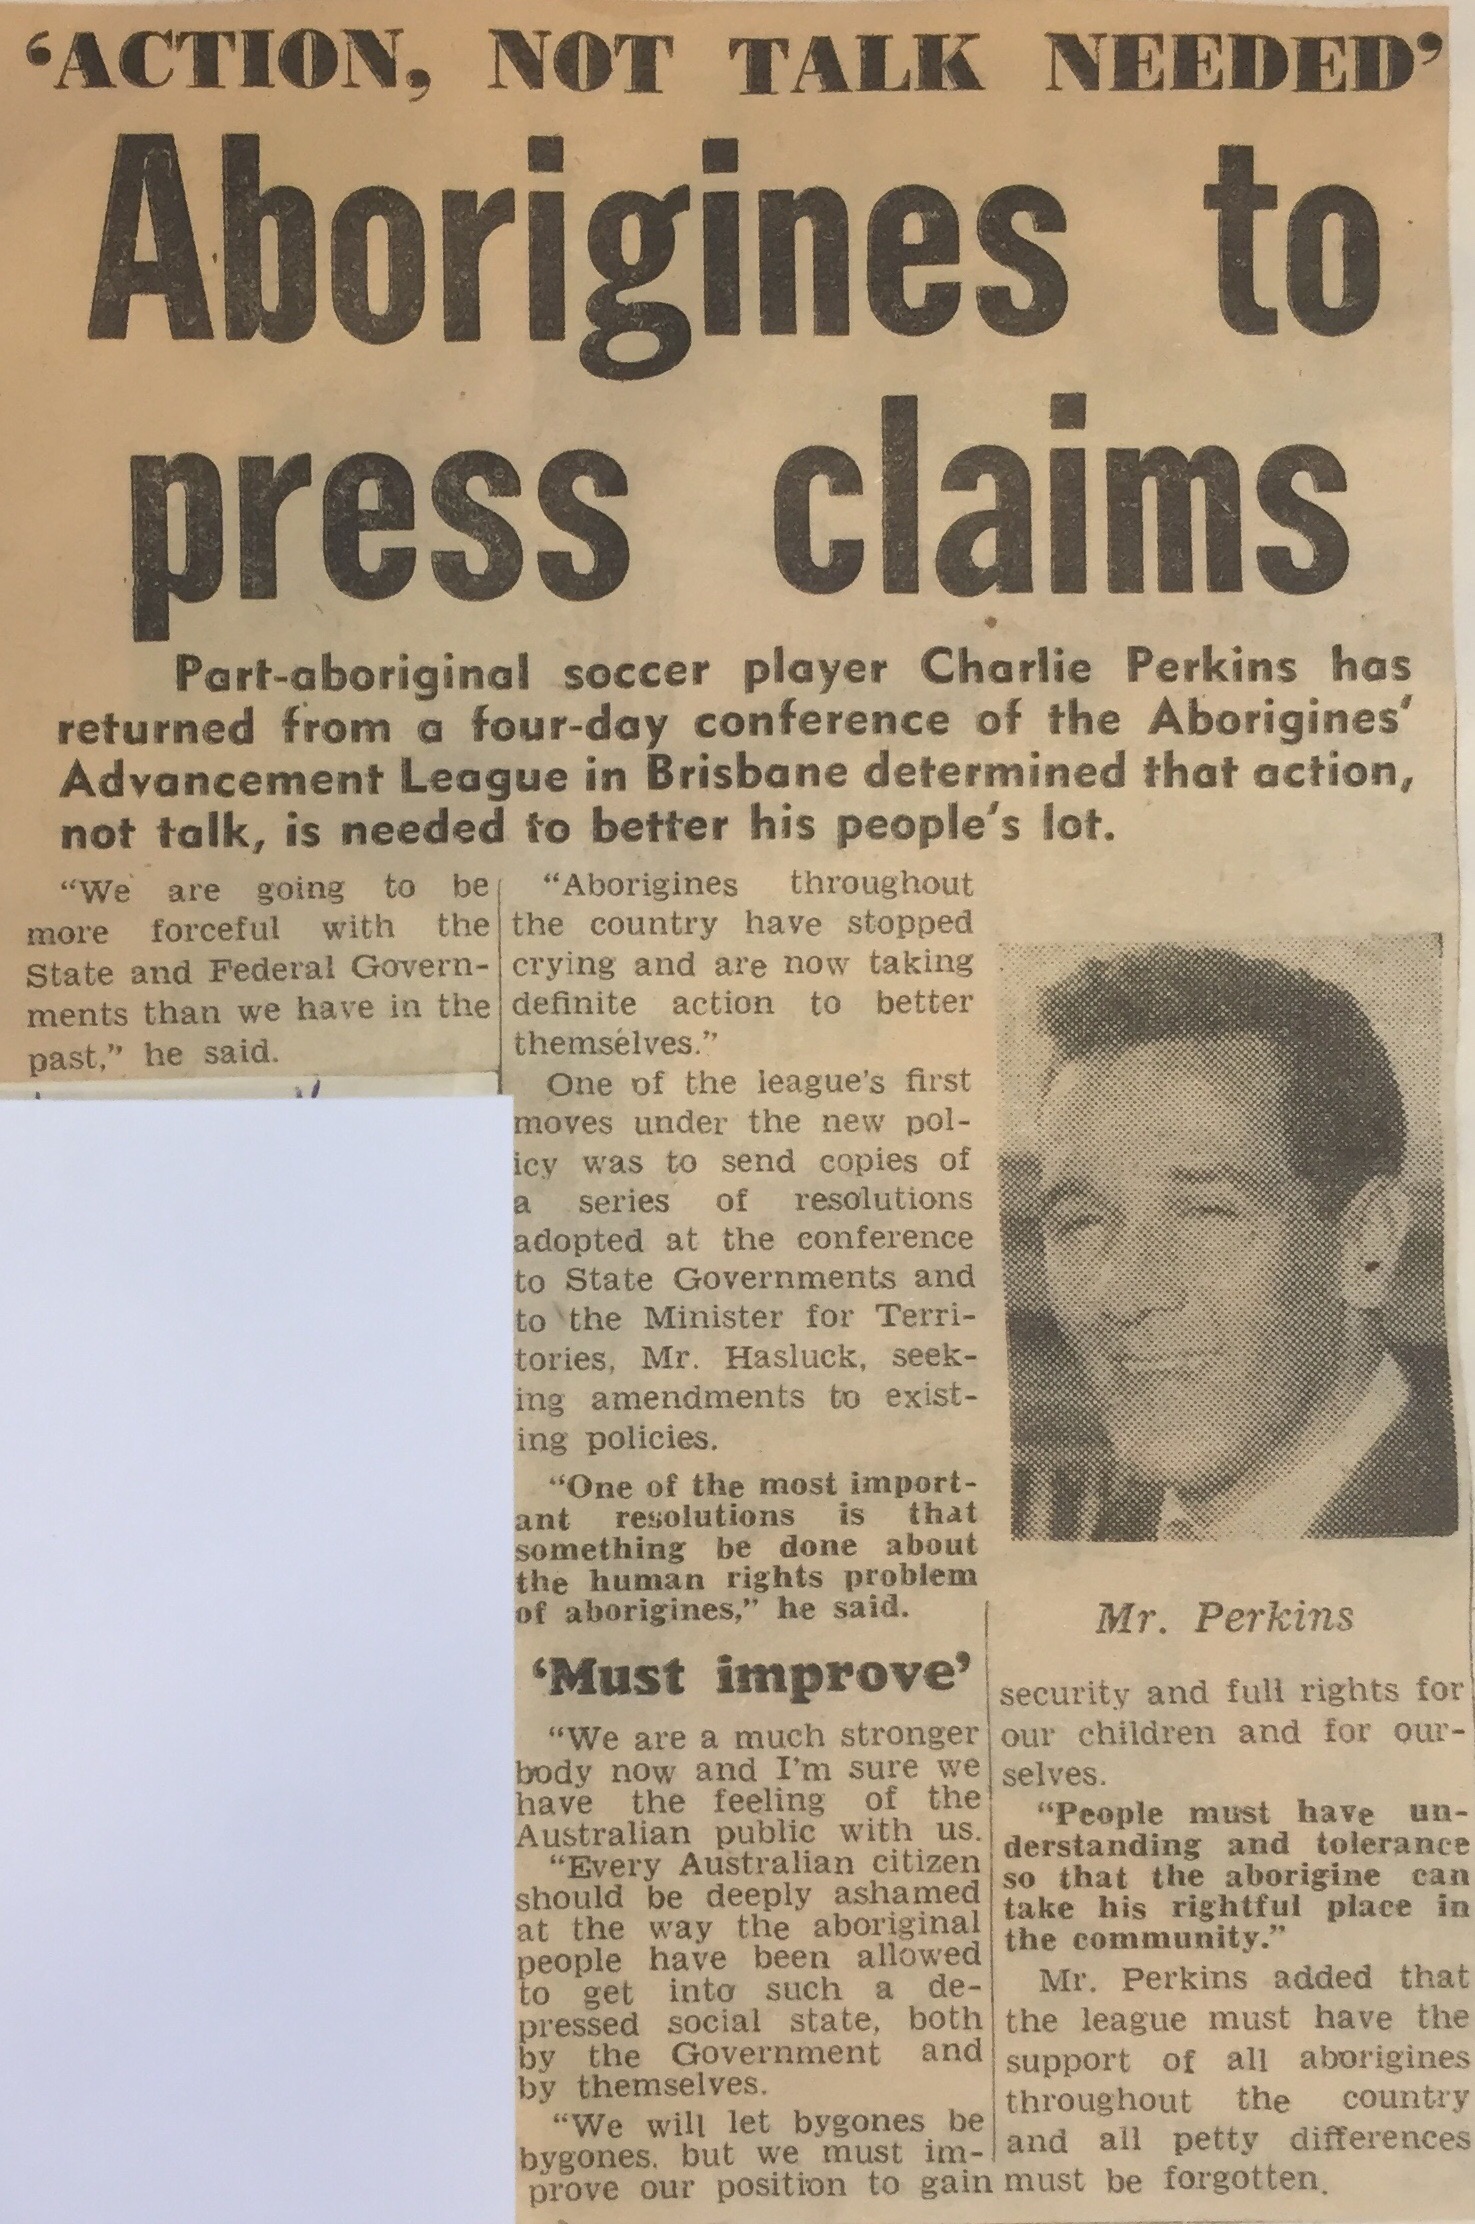 ‘ACTION, NOT TALK NEEDED’
Aborigines to
press claims
Part-aboriginal soccer player Charlie Perkins has
returned from a four-day conference of the Aborigines’
Advancement League in Brisbane determined that action,
not talk, is needed to better his people’s lot.
“We are going to be
more forceful with the
State and Federal Govern-
ments than we have in the
past,” he said.
“Aborigines throughout
the country have stopped
crying and are now taking
definite action to better
themselves.”
One of the league’s first
moves under the new pol-
icy was to send copies of
a series of resolutions
adopted at the conference
to State Governments and
to the Minister for Terri-
tories, Mr. Hasluck, seek-
ing amendments to exist-
ing policies.
“One of the most import-
ant resolutions is that
something be done about
the human rights problem
of aborigines,” he said.
‘Must improve’
“We are a much stronger
body now and I’m sure we
have the feeling of the
Australian public with us.
“Every Australian citizen
should be deeply ashamed
at the way the aboriginal
people have been allowed
to get into such a de-
pressed social state, both
by the Government and
by themselves.
“We will let bygones be
bygones, but we must im-
prove our position to gain
Mr. Perkins
security and full rights for
our children and for our-
selves.
“People must have un-
derstanding and tolerance
so that the aborigine can
take his rightful place in
the community.”
Mr. Perkins added that
the league must have the
support of all aborigines
throughout the country
and all petty differences
must be forgotten.